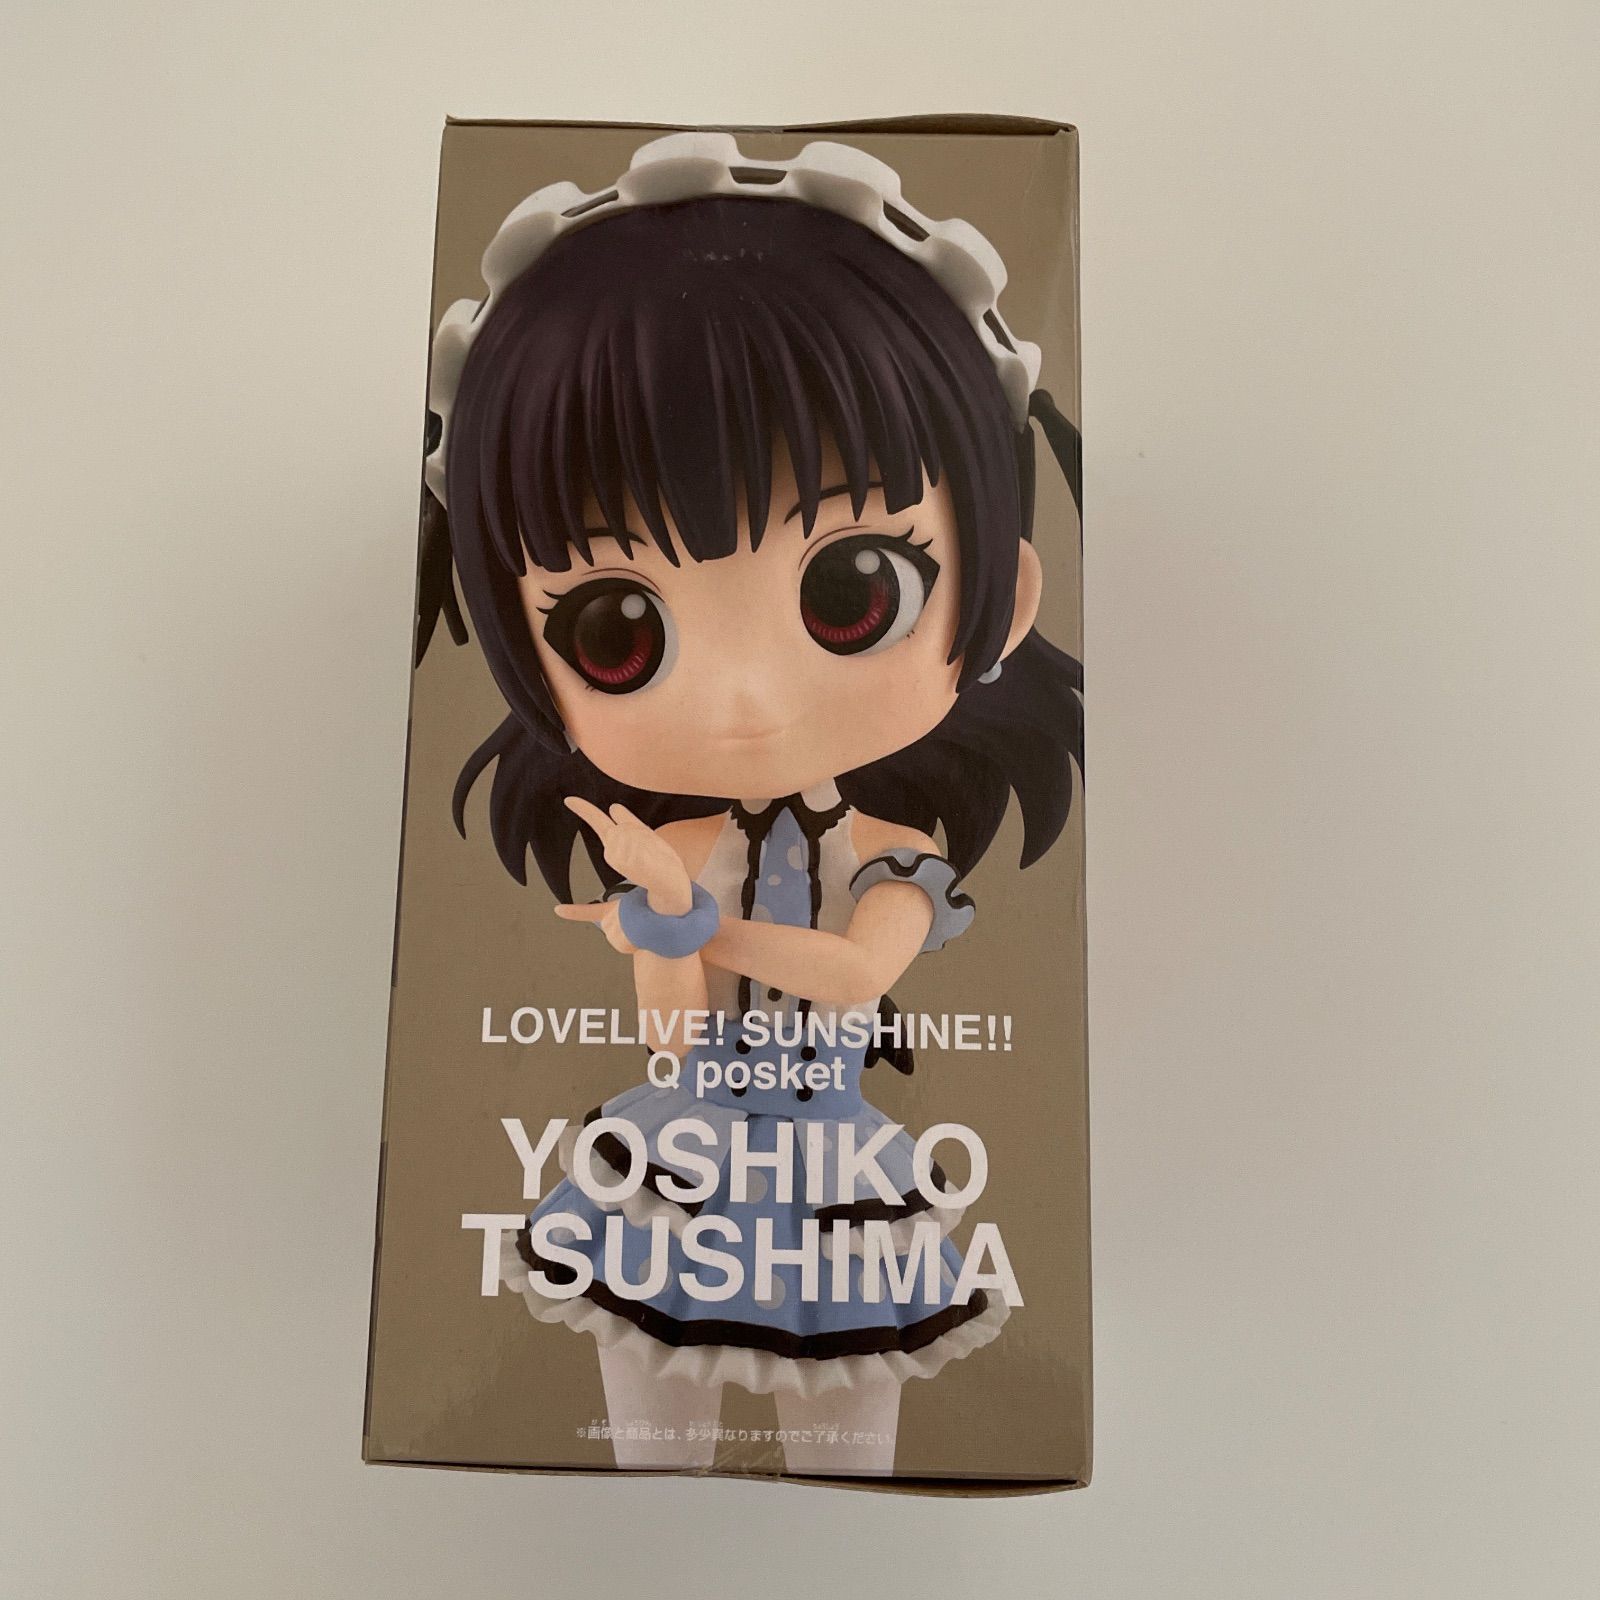 LOVELIVE! SUNSHINE!!
Q posket
YOSHIKO
TSUSHIMA
※画像と商品とは、多少異なりますのでご了承ください。